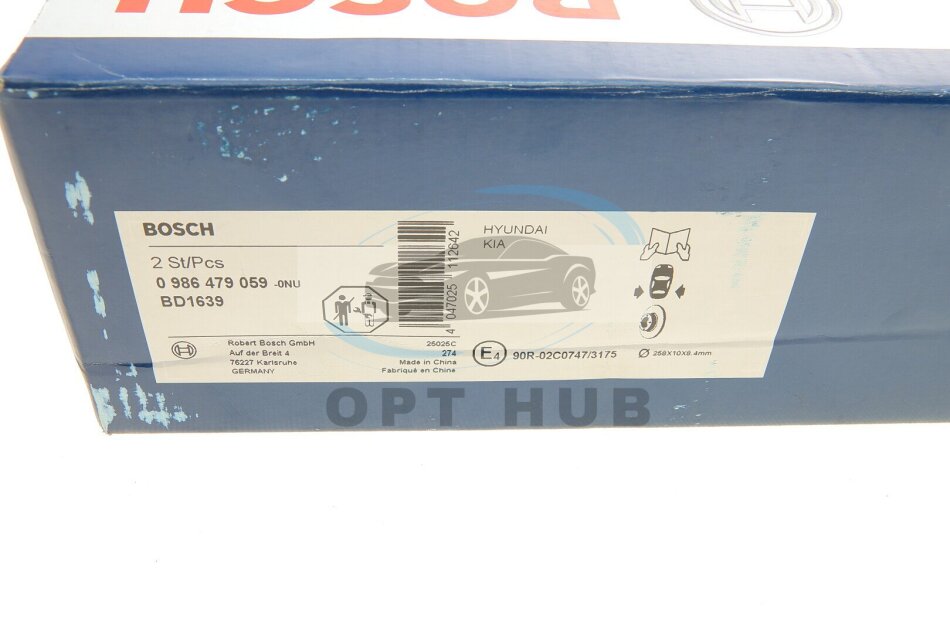 BOSCH
BOSCH
2 St/Pcs
0 986 479 059 -0NU
BD1639
HYUNDAI
KIA
4 047025 112642
Robert Bosch GmbH
Auf der Breit 4
76227 Karlsruhe
GERMANY
25025C
274
Made in China
Fabriqué en Chine
E4 90R-02C0747/3175
Ø 258X10X8.4mm
OPT HUB